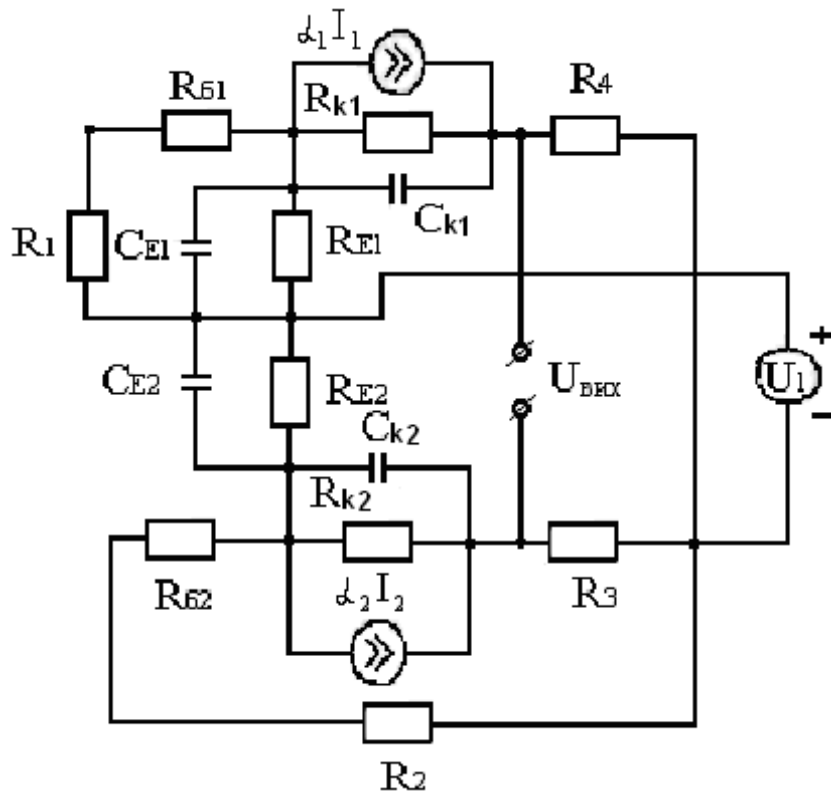 α₁I₁
Rб1
Rk1
R4
Ck1
R1
CE1
RE1
CE2
RE2
Uвих
+
U1
−
Ck2
Rk2
Rб2
α₂I₂
R3
R2